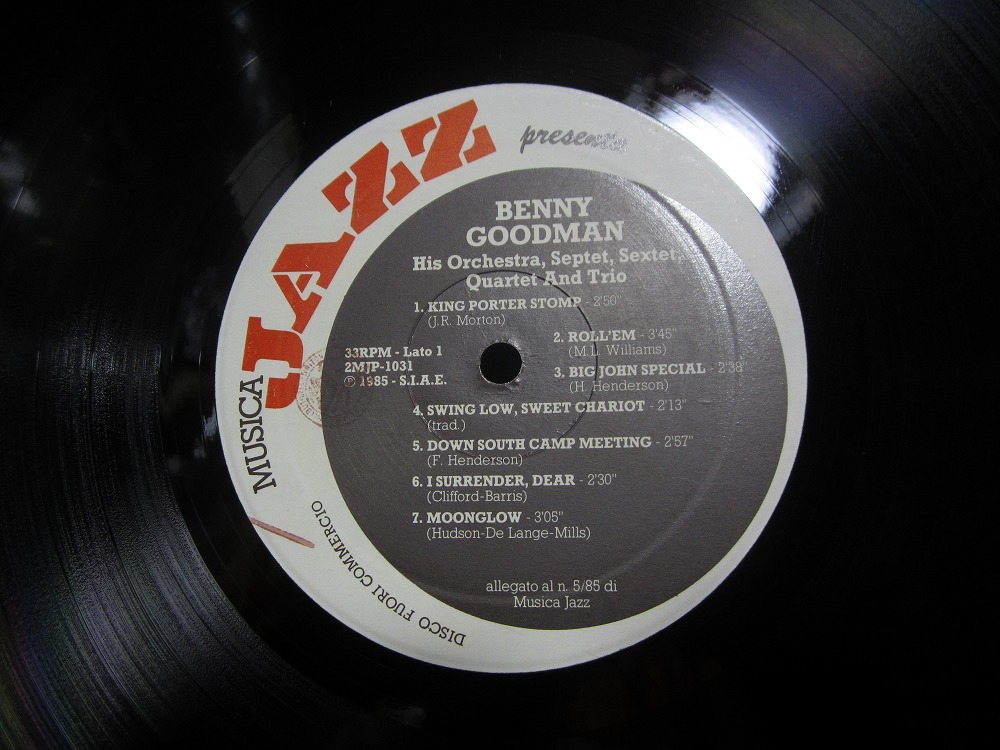 MUSICA JAZZ
presenta
BENNY
GOODMAN
His Orchestra, Septet, Sextet,
Quartet And Trio
1. KING PORTER STOMP - 2'50"
(J.R. Morton)
33RPM - Lato 1
2MJP-1031
℗ 1985 - S.I.A.E.
2. ROLL'EM - 3'45"
(M.L. Williams)
3. BIG JOHN SPECIAL - 2'38"
(H. Henderson)
4. SWING LOW, SWEET CHARIOT - 2'13"
(trad.)
5. DOWN SOUTH CAMP MEETING - 2'57"
(F. Henderson)
6. I SURRENDER, DEAR - 2'30"
(Clifford-Barris)
7. MOONGLOW - 3'05"
(Hudson-De Lange-Mills)
allegato al n. 5/85 di
Musica Jazz
DISCO FUORI COMMERCIO